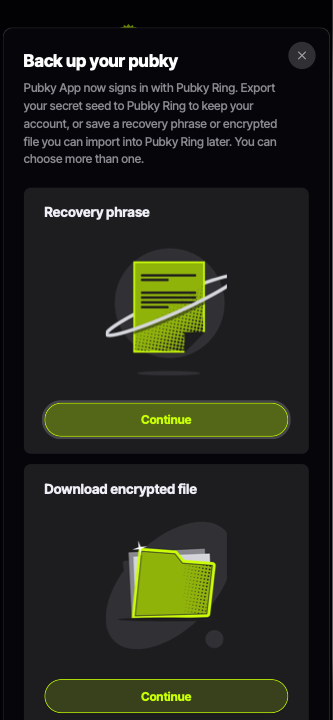 Back up your pubky
Pubky App now signs in with Pubky Ring. Export
your secret seed to Pubky Ring to keep your
account, or save a recovery phrase or encrypted
file you can import into Pubky Ring later. You can
choose more than one.
Recovery phrase
Continue
Download encrypted file
Continue